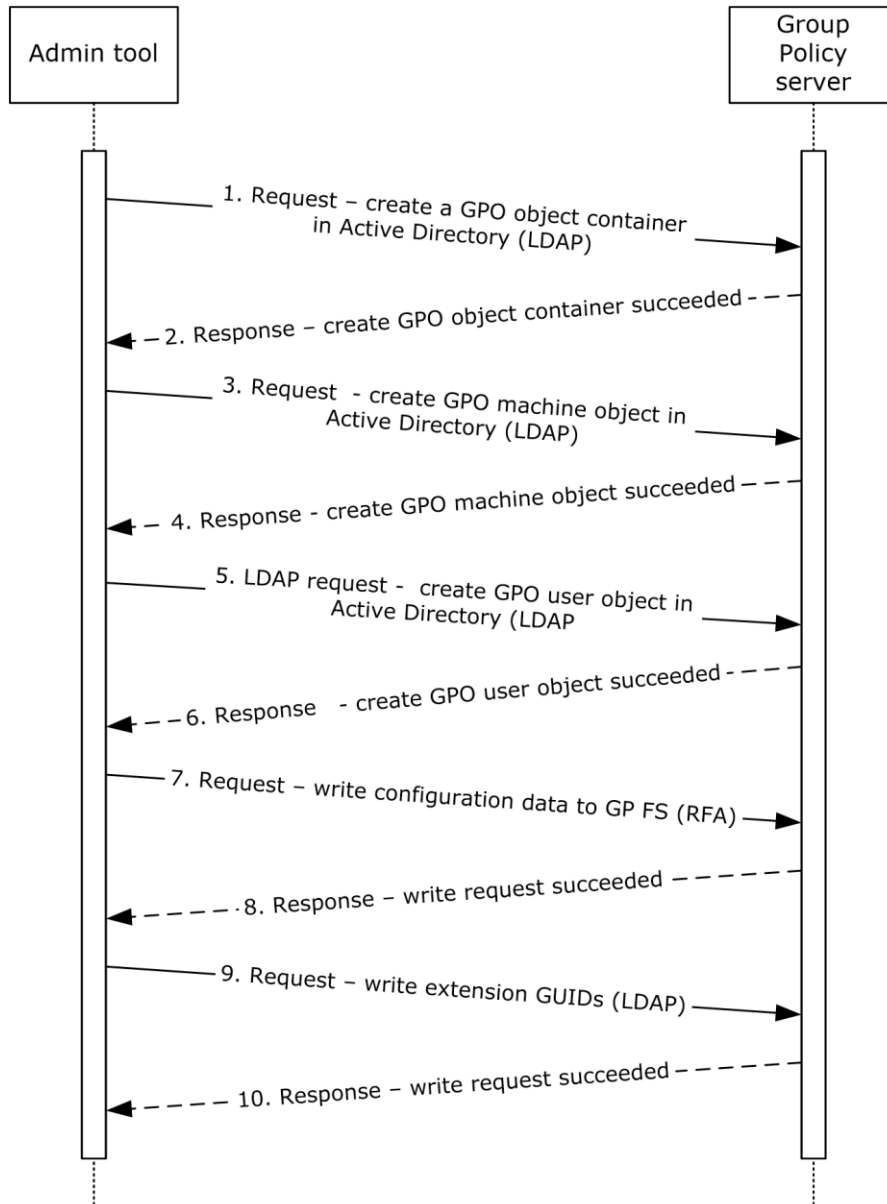 Admin tool
Group
Policy
server
1. Request – create a GPO object container
in Active Directory (LDAP)
2. Response – create GPO object container succeeded
3. Request  - create GPO machine object in
Active Directory (LDAP)
4. Response - create GPO machine object succeeded
5. LDAP request -  create GPO user object in
Active Directory (LDAP
6. Response   - create GPO user object succeeded
7. Request – write configuration data to GP FS (RFA)
8. Response – write request succeeded
9. Request – write extension GUIDs (LDAP)
10. Response – write request succeeded